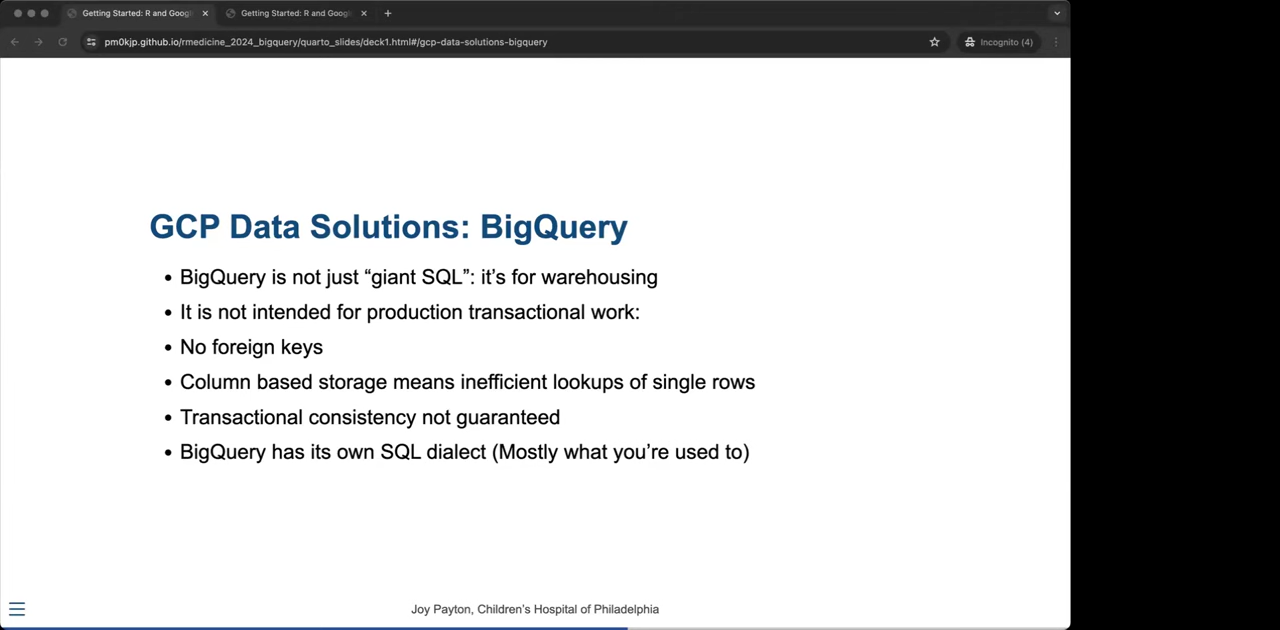 Getting Started: R and Googl
Getting Started: R and Googl
pm0kjp.github.io/rmedicine_2024_bigquery/quarto_slides/deck1.html#/gcp-data-solutions-bigquery
Incognito (4)
GCP Data Solutions: BigQuery
• BigQuery is not just “giant SQL”: it’s for warehousing
• It is not intended for production transactional work:
• No foreign keys
• Column based storage means inefficient lookups of single rows
• Transactional consistency not guaranteed
• BigQuery has its own SQL dialect (Mostly what you’re used to)
Joy Payton, Children’s Hospital of Philadelphia